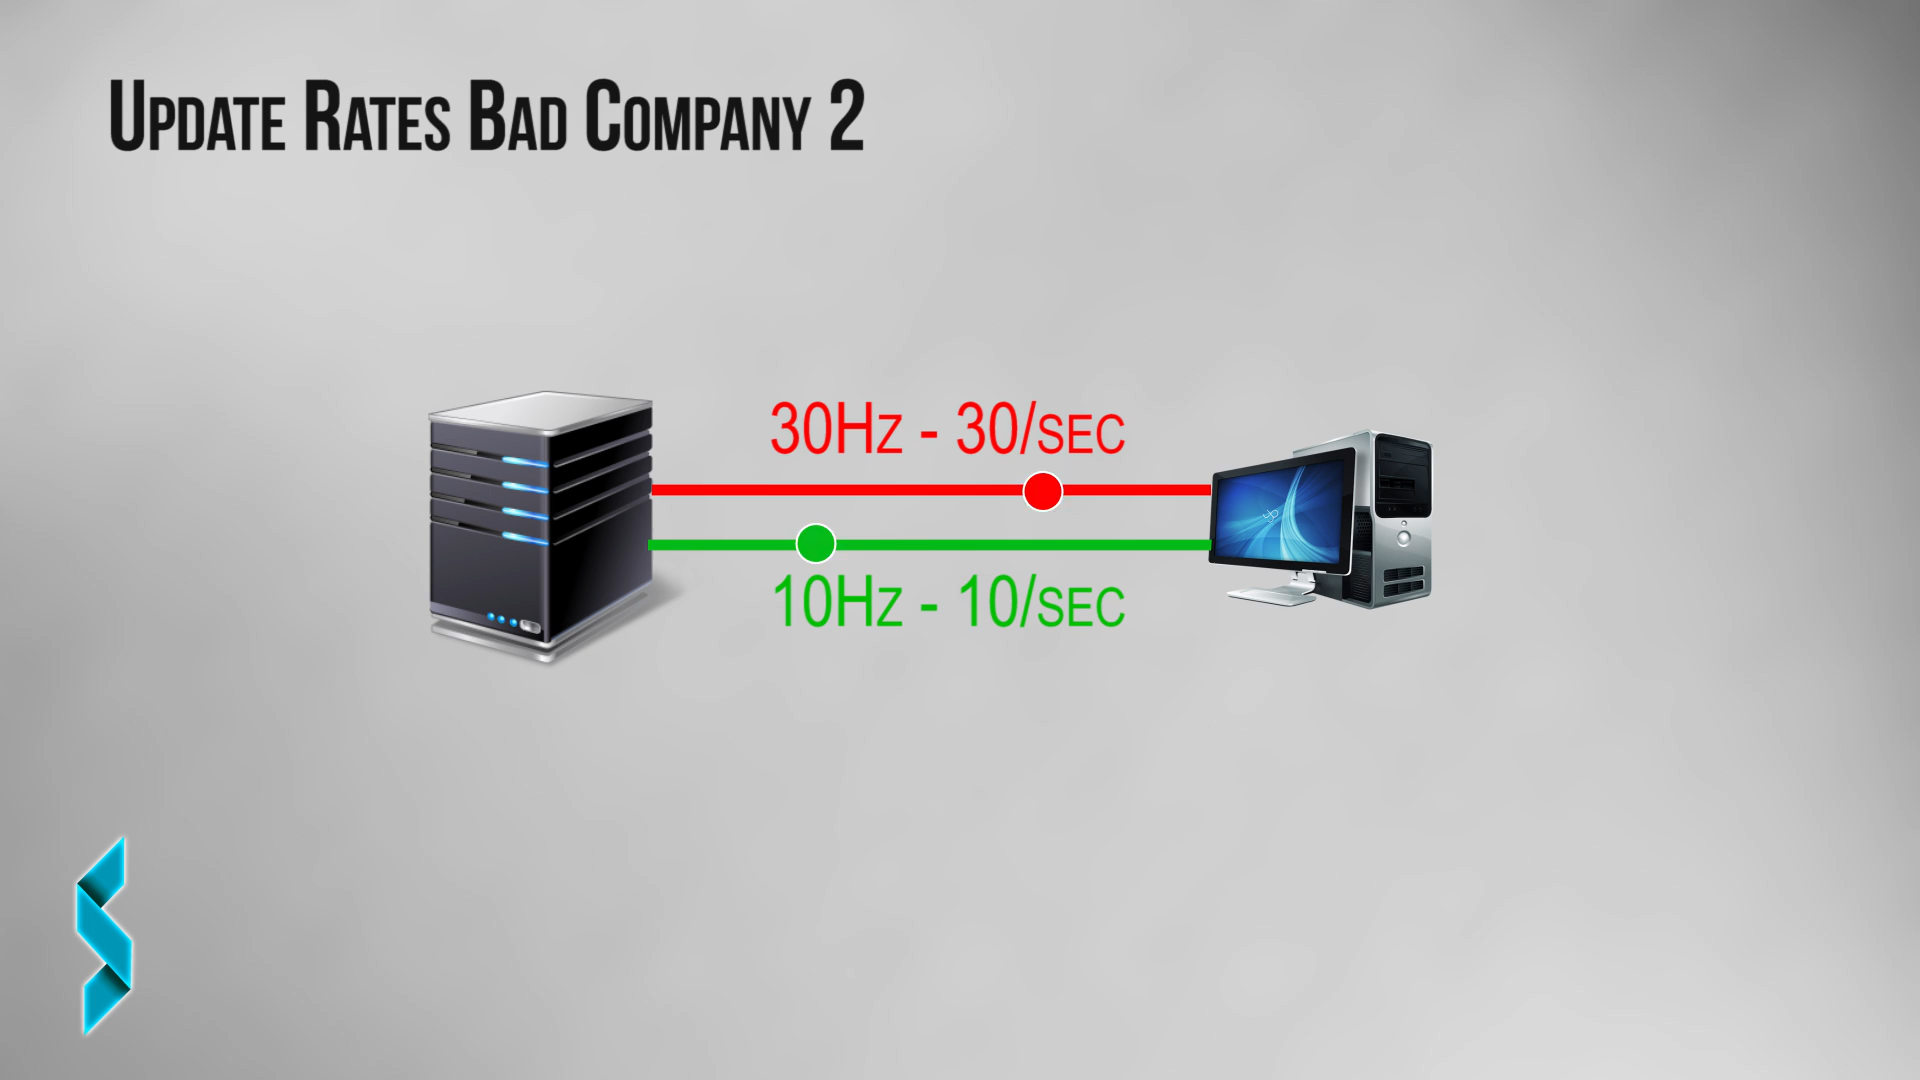 Update Rates Bad Company 2
30Hz - 30/sec
10Hz - 10/sec